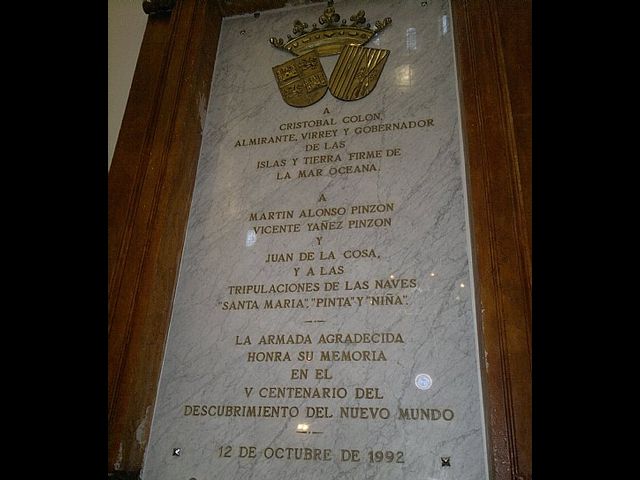 A
CRISTOBAL COLON,
ALMIRANTE, VIRREY Y GOBERNADOR
DE LAS
ISLAS Y TIERRA FIRME DE
LA MAR OCEANA.
A
MARTIN ALONSO PINZON
VICENTE YAÑEZ PINZON
Y
JUAN DE LA COSA,
Y A LAS
TRIPULACIONES DE LAS NAVES
"SANTA MARIA", "PINTA" Y "NIÑA".
LA ARMADA AGRADECIDA
HONRA SU MEMORIA
EN EL
V CENTENARIO DEL
DESCUBRIMIENTO DEL NUEVO MUNDO
12 DE OCTUBRE DE 1992